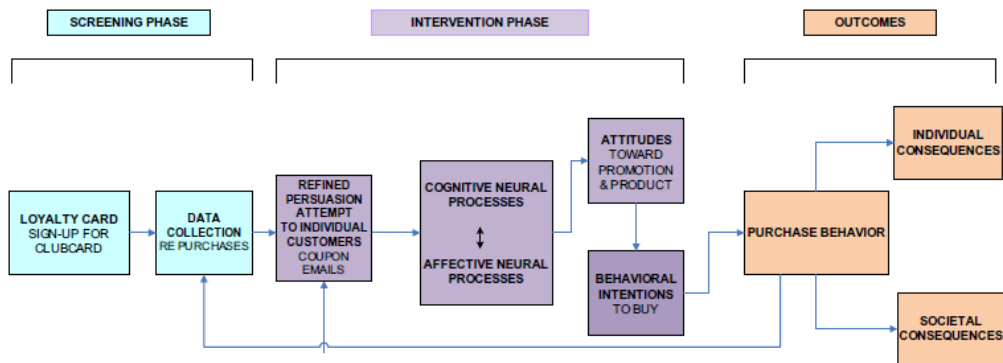 SCREENING PHASE
INTERVENTION PHASE
OUTCOMES
LOYALTY CARD
SIGN-UP FOR
CLUBCARD
DATA
COLLECTION
RE PURCHASES
REFINED
PERSUASION
ATTEMPT
TO INDIVIDUAL
CUSTOMERS
COUPON
EMAILS
COGNITIVE NEURAL
PROCESSES
AFFECTIVE NEURAL
PROCESSES
ATTITUDES
TOWARD
PROMOTION
& PRODUCT
BEHAVIORAL
INTENTIONS
TO BUY
PURCHASE BEHAVIOR
INDIVIDUAL
CONSEQUENCES
SOCIETAL
CONSEQUENCES